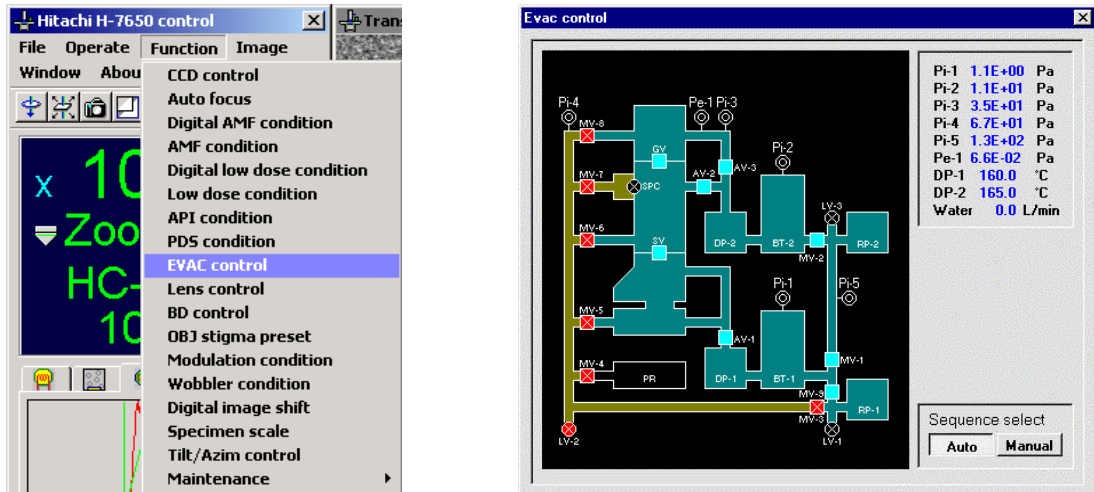 Hitachi H-7650 control
Trans
File Operate Function Image
Window Abou
CCD control
Auto focus
Digital AMF condition
AMF condition
Digital low dose condition
Low dose condition
API condition
PDS condition
EVAC control
Lens control
BD control
OBJ stigma preset
Modulation condition
Wobbler condition
Digital image shift
Specimen scale
Tilt/Azim control
Maintenance
x 10
Zoo
HC-
10
Evac control
Pi-4
Pe-1 Pi-3
MV-8
Pi-2
GV
MV-7
SPC
AV-2
AV-3
LV-3
MV-6
SV
DP-2
BT-2
RP-2
MV-2
Pi-1
Pi-5
MV-5
AV-1
MV-4
PR
DP-1
BT-1
MV-1
MV-9
MV-3
RP-1
LV-2
LV-1
Pi-1 1.1E+00 Pa
Pi-2 1.1E+01 Pa
Pi-3 3.5E+01 Pa
Pi-4 6.7E+01 Pa
Pi-5 1.3E+02 Pa
Pe-1 6.6E-02 Pa
DP-1 160.0 °C
DP-2 165.0 °C
Water 0.0 L/min
Sequence select
Auto Manual